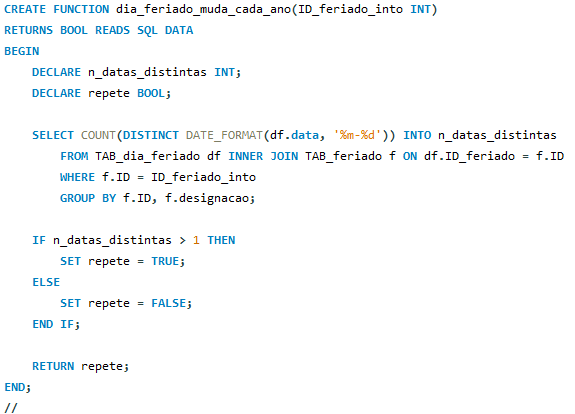 CREATE FUNCTION dia_feriado_muda_cada_ano(ID_feriado_into INT)
RETURNS BOOL READS SQL DATA
BEGIN
    DECLARE n_datas_distintas INT;
    DECLARE repete BOOL;

    SELECT COUNT(DISTINCT DATE_FORMAT(df.data, '%m-%d')) INTO n_datas_distintas
        FROM TAB_dia_feriado df INNER JOIN TAB_feriado f ON df.ID_feriado = f.ID
        WHERE f.ID = ID_feriado_into
        GROUP BY f.ID, f.designacao;

    IF n_datas_distintas > 1 THEN
        SET repete = TRUE;
    ELSE
        SET repete = FALSE;
    END IF;

    RETURN repete;
END;
//